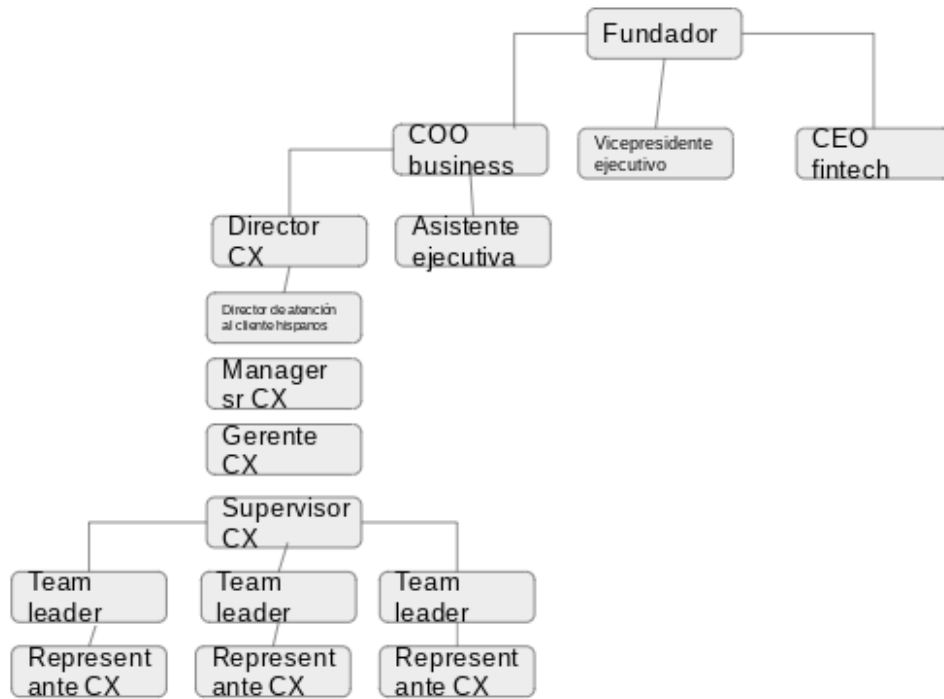 Fundador
COO
business
Vicepresidente
ejecutivo
CEO
fintech
Director
CX
Asistente
ejecutiva
Director de atención
al cliente hispanos
Manager
sr CX
Gerente
CX
Supervisor
CX
Team
leader
Team
leader
Team
leader
Represent
ante CX
Represent
ante CX
Represent
ante CX